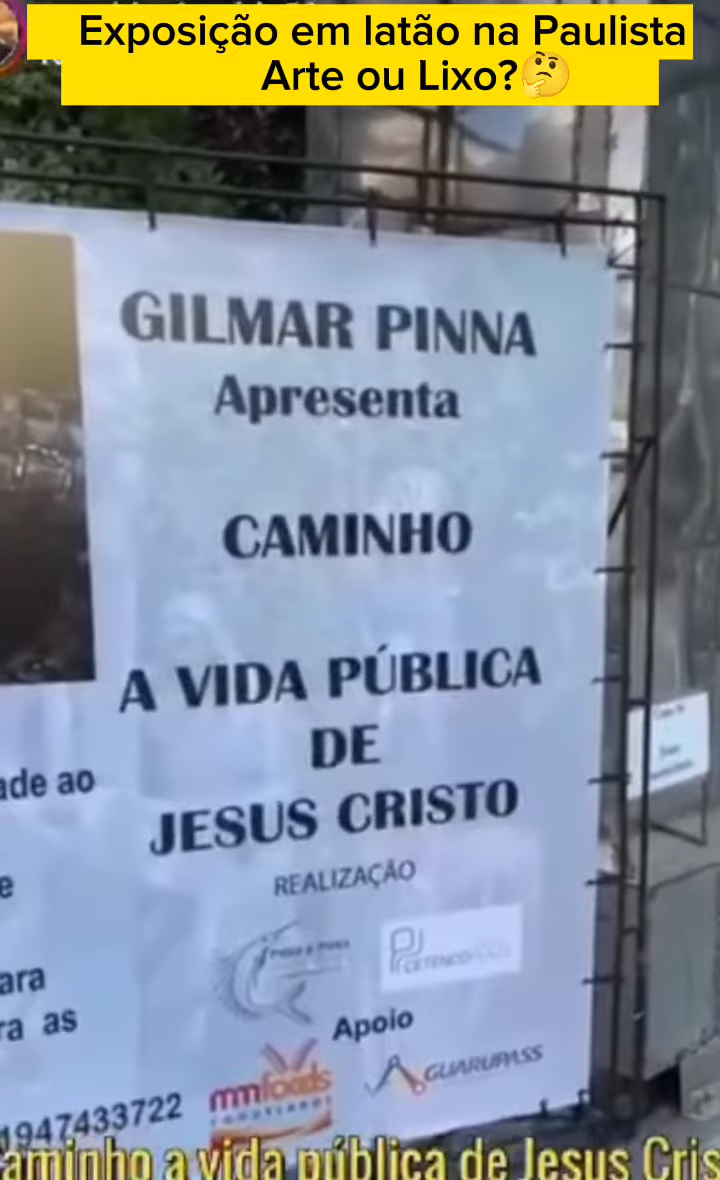 Exposição em latão na Paulista
Arte ou Lixo?🤔
GILMAR PINNA
Apresenta
CAMINHO
A VIDA PÚBLICA
DE
JESUS CRISTO
REALIZAÇÃO
CETENCO
Apoio
mmfoods
GUARUPASS
ade ao
e
ara
ra as
1947433722
aminho a vida pública de Jesus Cris